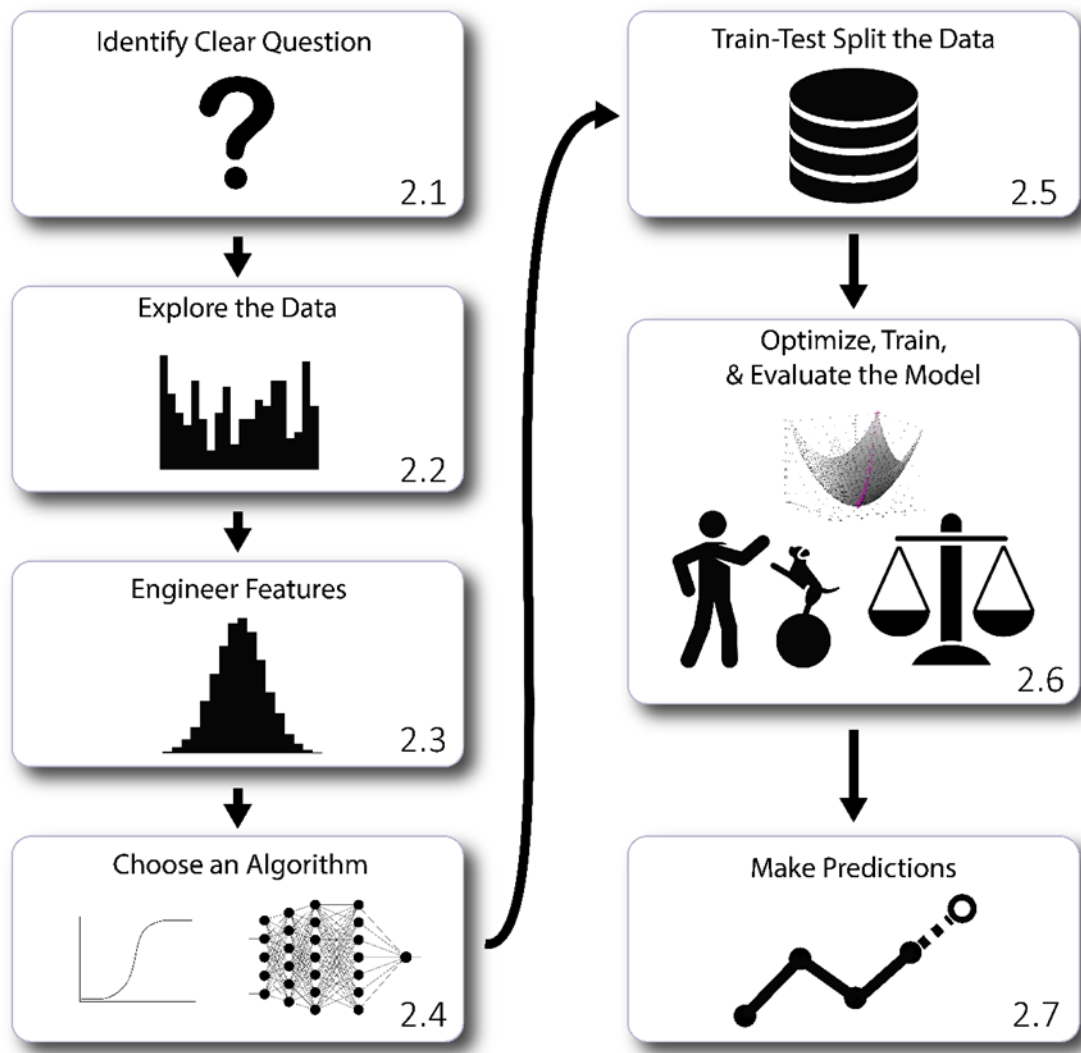 Identify Clear Question
2.1
Explore the Data
2.2
Engineer Features
2.3
Choose an Algorithm
2.4
Train-Test Split the Data
2.5
Optimize, Train,
& Evaluate the Model
2.6
Make Predictions
2.7